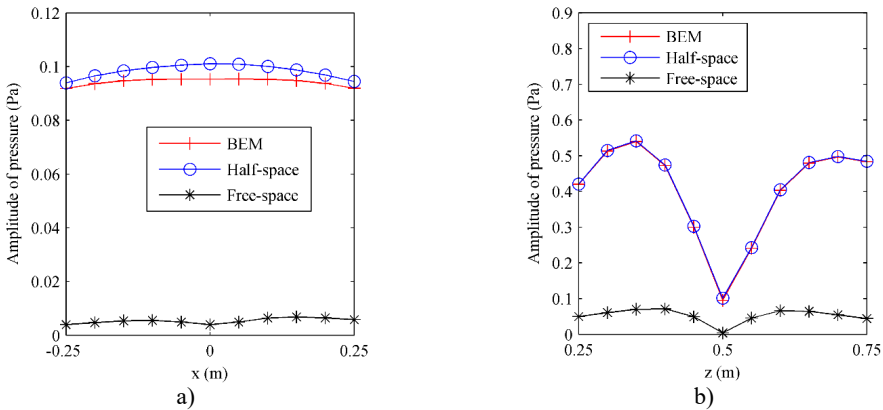 0.12
0.1
0.08
0.06
0.04
0.02
0
Amplitude of pressure (Pa)
BEM
Half-space
Free-space
-0.25
0
0.25
x (m)
a)
0.9
0.8
0.7
0.6
0.5
0.4
0.3
0.2
0.1
0
Amplitude of pressure (Pa)
BEM
Half-space
Free-space
0.25
0.5
0.75
z (m)
b)